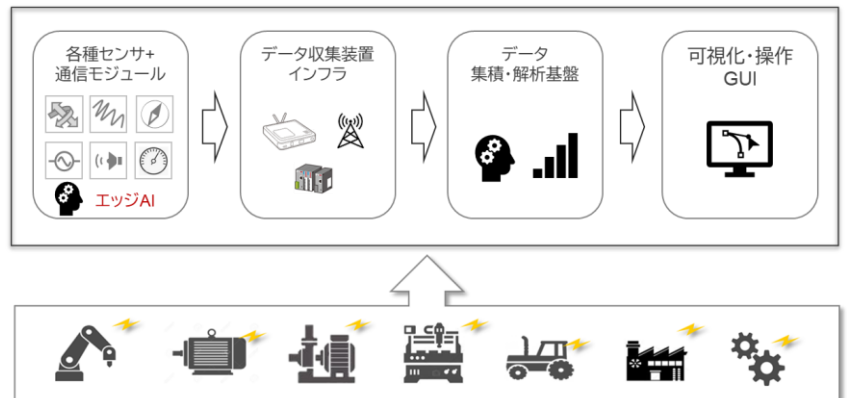 各種センサ+
通信モジュール
エッジAI
データ収集装置
インフラ
データ
集積・解析基盤
可視化・操作
GUI